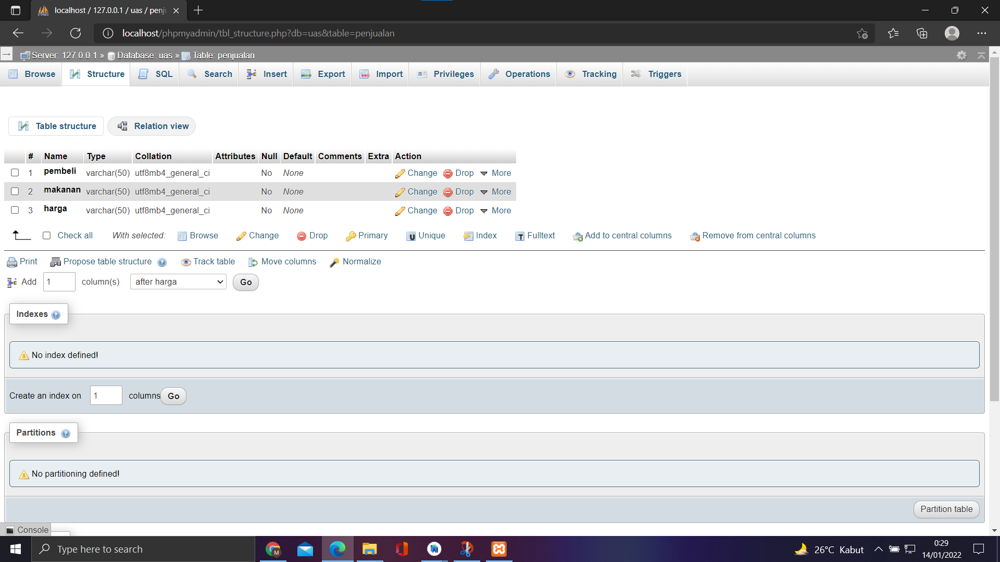 localhost / 127.0.0.1 / uas / penju
localhost/phpmyadmin/tbl_structure.php?db=uas&table=penjualan
Server: 127.0.0.1 » Database: uas » Table: penjualan
Browse Structure SQL Search Insert Export Import Privileges Operations Tracking Triggers
Table structure Relation view
# Name Type Collation Attributes Null Default Comments Extra Action
1 pembeli varchar(50) utf8mb4_general_ci No None Change Drop More
2 makanan varchar(50) utf8mb4_general_ci No None Change Drop More
3 harga varchar(50) utf8mb4_general_ci No None Change Drop More
Check all With selected: Browse Change Drop Primary Unique Index Fulltext Add to central columns Remove from central columns
Print Propose table structure Track table Move columns Normalize
Add 1 column(s) after harga Go
Indexes
No index defined!
Create an index on 1 columns Go
Partitions
No partitioning defined!
Partition table
Console
Type here to search
26°C Kabut
0:29
14/01/2022